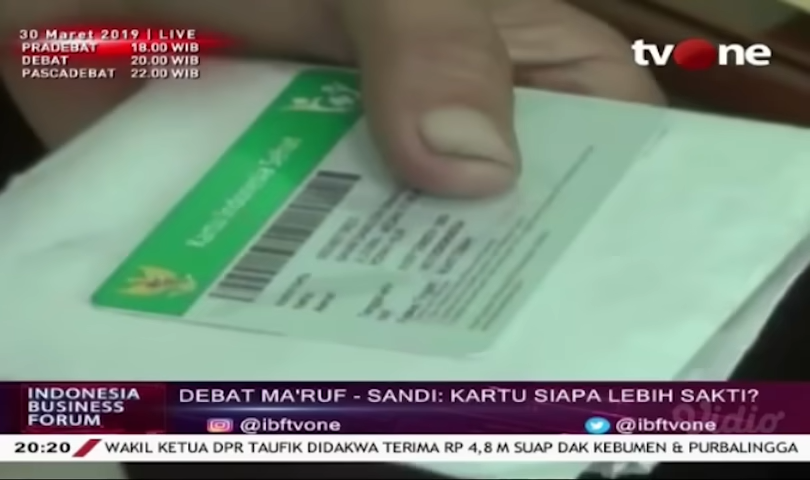 30 Maret 2019 | LIVE
PRADEBAT 18.00 WIB
DEBAT 20.00 WIB
PASCADEBAT 22.00 WIB
tvOne
Kartu Indonesia Sehat
INDONESIA
BUSINESS
FORUM
DEBAT MA'RUF - SANDI: KARTU SIAPA LEBIH SAKTI?
@ibftvone
@ibftvone
Vidio
20:20 WAKIL KETUA DPR TAUFIK DIDAKWA TERIMA RP 4,8 M SUAP DAK KEBUMEN & PURBALINGGA